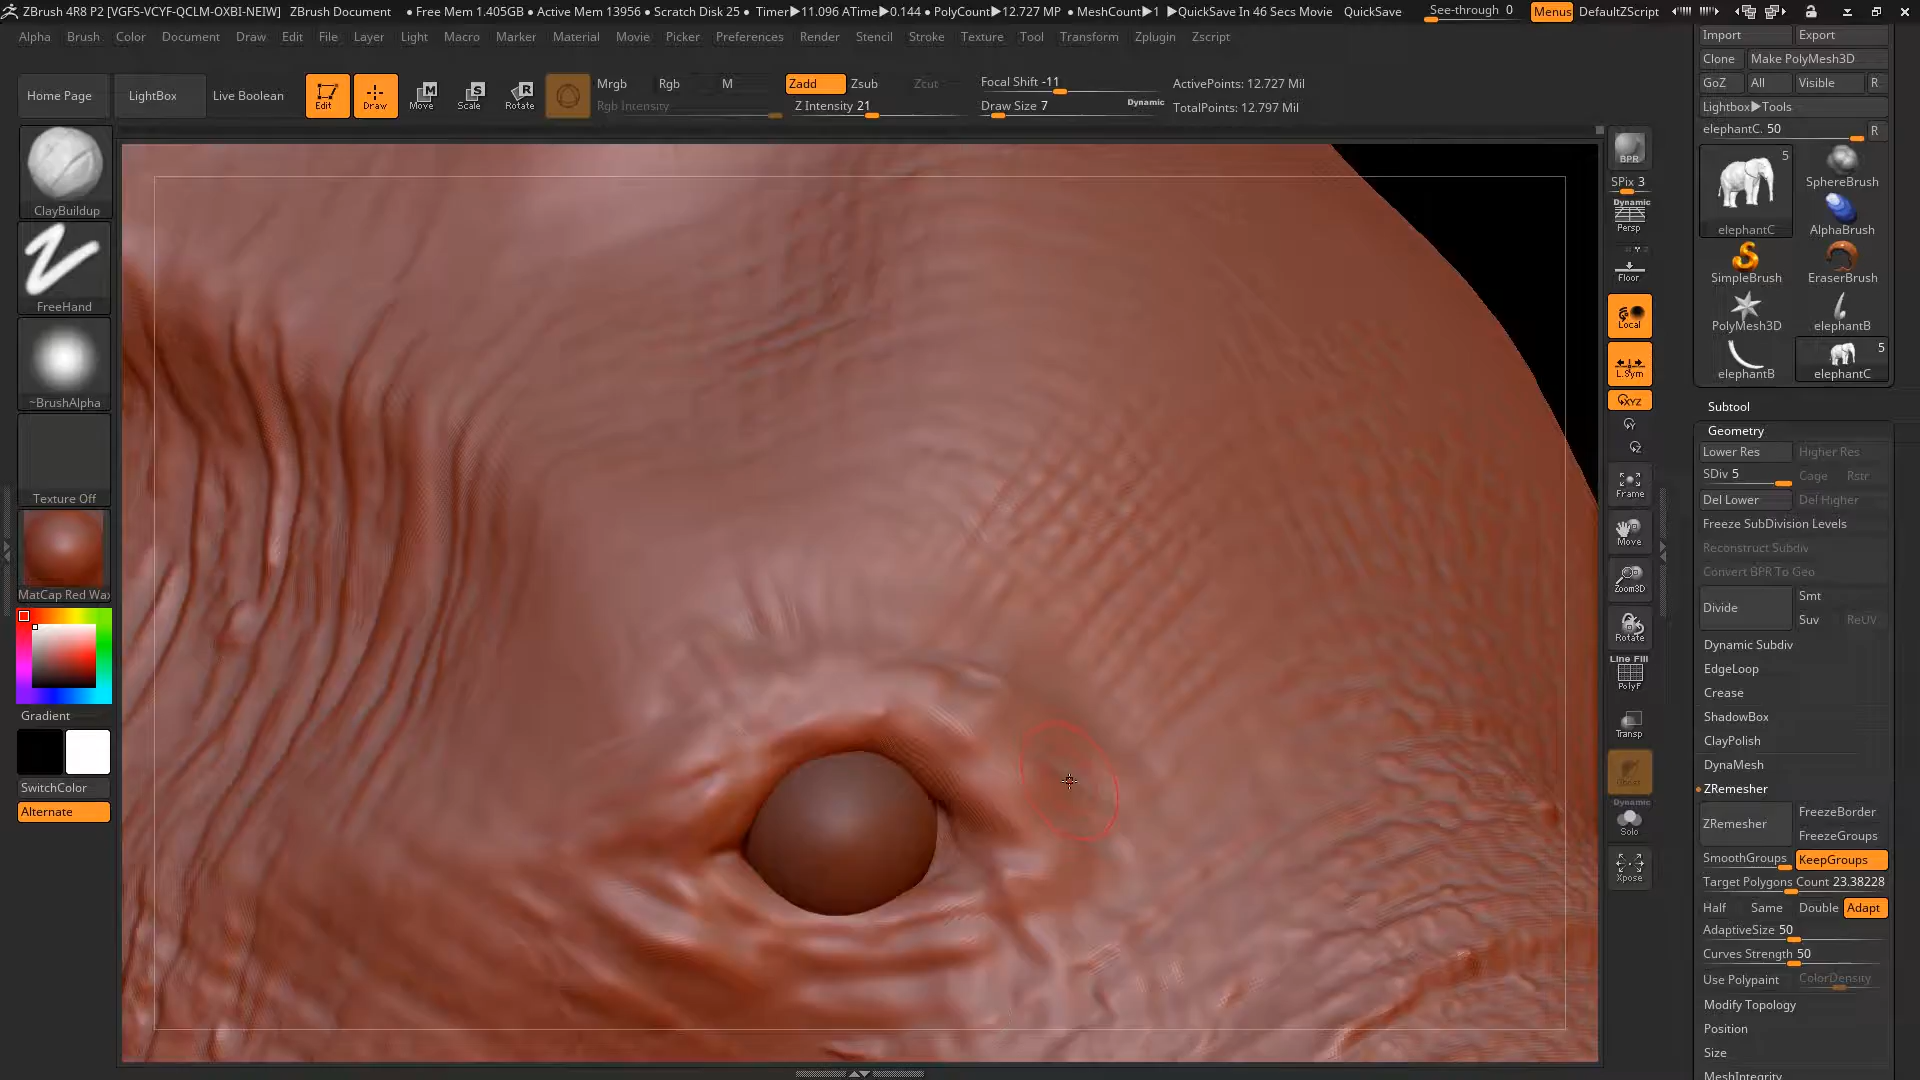 ZBrush 4R8 P2 [VGFS-VCYF-QCLM-OXBI-NEIW] ZBrush Document • Free Mem 1.405GB • Active Mem 13956 • Scratch Disk 25 • Timer▶11.096 ATime▶0.144 • PolyCount▶12.727 MP • MeshCount▶1 ▶QuickSave In 46 Secs Movie QuickSave See-through 0 Menus DefaultZScript
Alpha Brush Color Document Draw Edit File Layer Light Macro Marker Material Movie Picker Preferences Render Stencil Stroke Texture Tool Transform Zplugin Zscript
Home Page LightBox Live Boolean Edit Draw Move Scale Rotate
M S R
Mrgb Rgb M Zadd Zsub Zcut Focal Shift -11 ActivePoints: 12.727 Mil
Rgb Intensity Z Intensity 21 Draw Size 7 Dynamic TotalPoints: 12.797 Mil
ClayBuildup
FreeHand
~BrushAlpha
Texture Off
MatCap Red Wax
Gradient
SwitchColor
Alternate
BPR
SPix 3
Dynamic
Persp
Floor
Local
L.Sym
XYZ
Y
Z
Frame
Move
Zoom3D
Rotate
Line Fill
PolyF
Transp
Ghost
Dynamic
Solo
Xpose
Import Export
Clone Make PolyMesh3D
GoZ All Visible R
Lightbox▶Tools
elephantC. 50 R
5
elephantC
SphereBrush
AlphaBrush
SimpleBrush EraserBrush
PolyMesh3D elephantB
5
elephantB elephantC
Subtool
Geometry
Lower Res Higher Res
SDiv 5 Cage Rstr
Del Lower Del Higher
Freeze SubDivision Levels
Reconstruct Subdiv
Convert BPR To Geo
Divide Smt
Suv ReUV
Dynamic Subdiv
EdgeLoop
Crease
ShadowBox
ClayPolish
DynaMesh
ZRemesher
ZRemesher FreezeBorder
FreezeGroups
SmoothGroups KeepGroups
Target Polygons Count 23.38228
Half Same Double Adapt
AdaptiveSize 50
Curves Strength 50
Use Polypaint ColorDensity
Modify Topology
Position
Size
MeshIntegrity